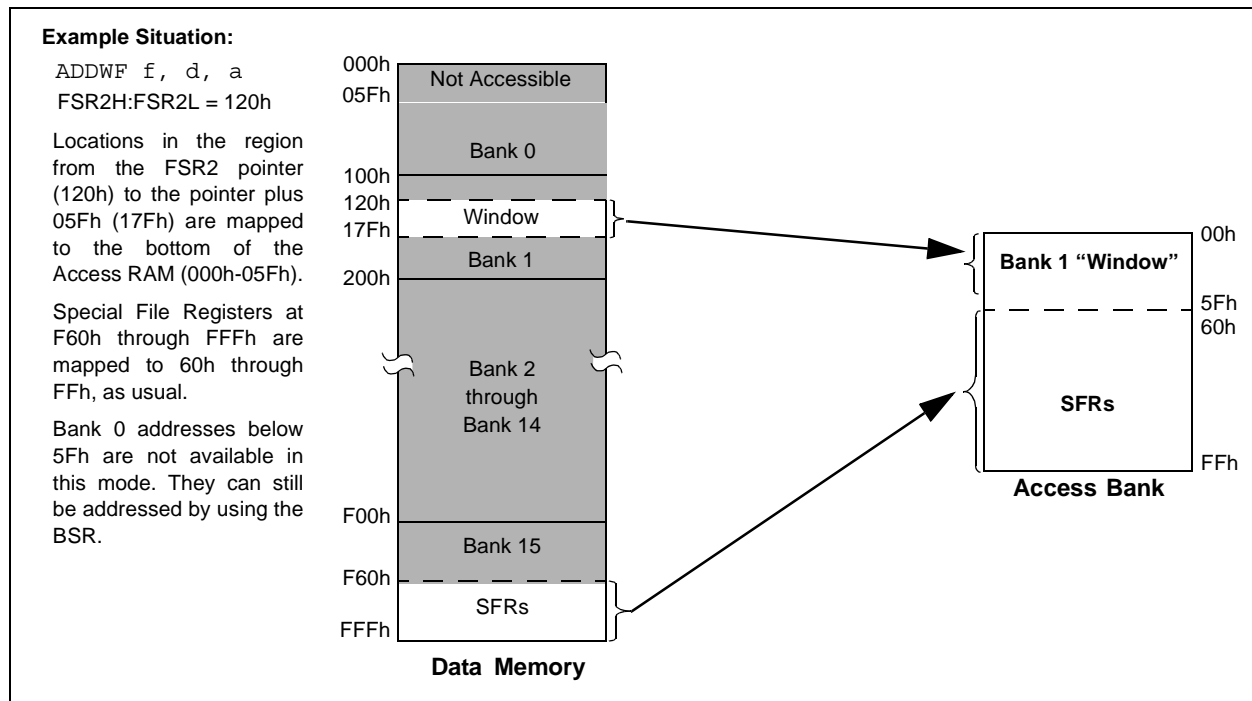 Example Situation:
ADDWF f, d, a
FSR2H:FSR2L = 120h
Locations in the region
from the FSR2 pointer
(120h) to the pointer plus
05Fh (17Fh) are mapped
to the bottom of the
Access RAM (000h-05Fh).
Special File Registers at
F60h through FFFh are
mapped to 60h through
FFh, as usual.
Bank 0 addresses below
5Fh are not available in
this mode. They can still
be addressed by using the
BSR.
000h
Not Accessible
05Fh
Bank 0
100h
120h
Window
17Fh
Bank 1
200h
Bank 2
through
Bank 14
F00h
Bank 15
F60h
SFRs
FFFh
Data Memory
00h
Bank 1 “Window”
5Fh
60h
SFRs
FFh
Access Bank